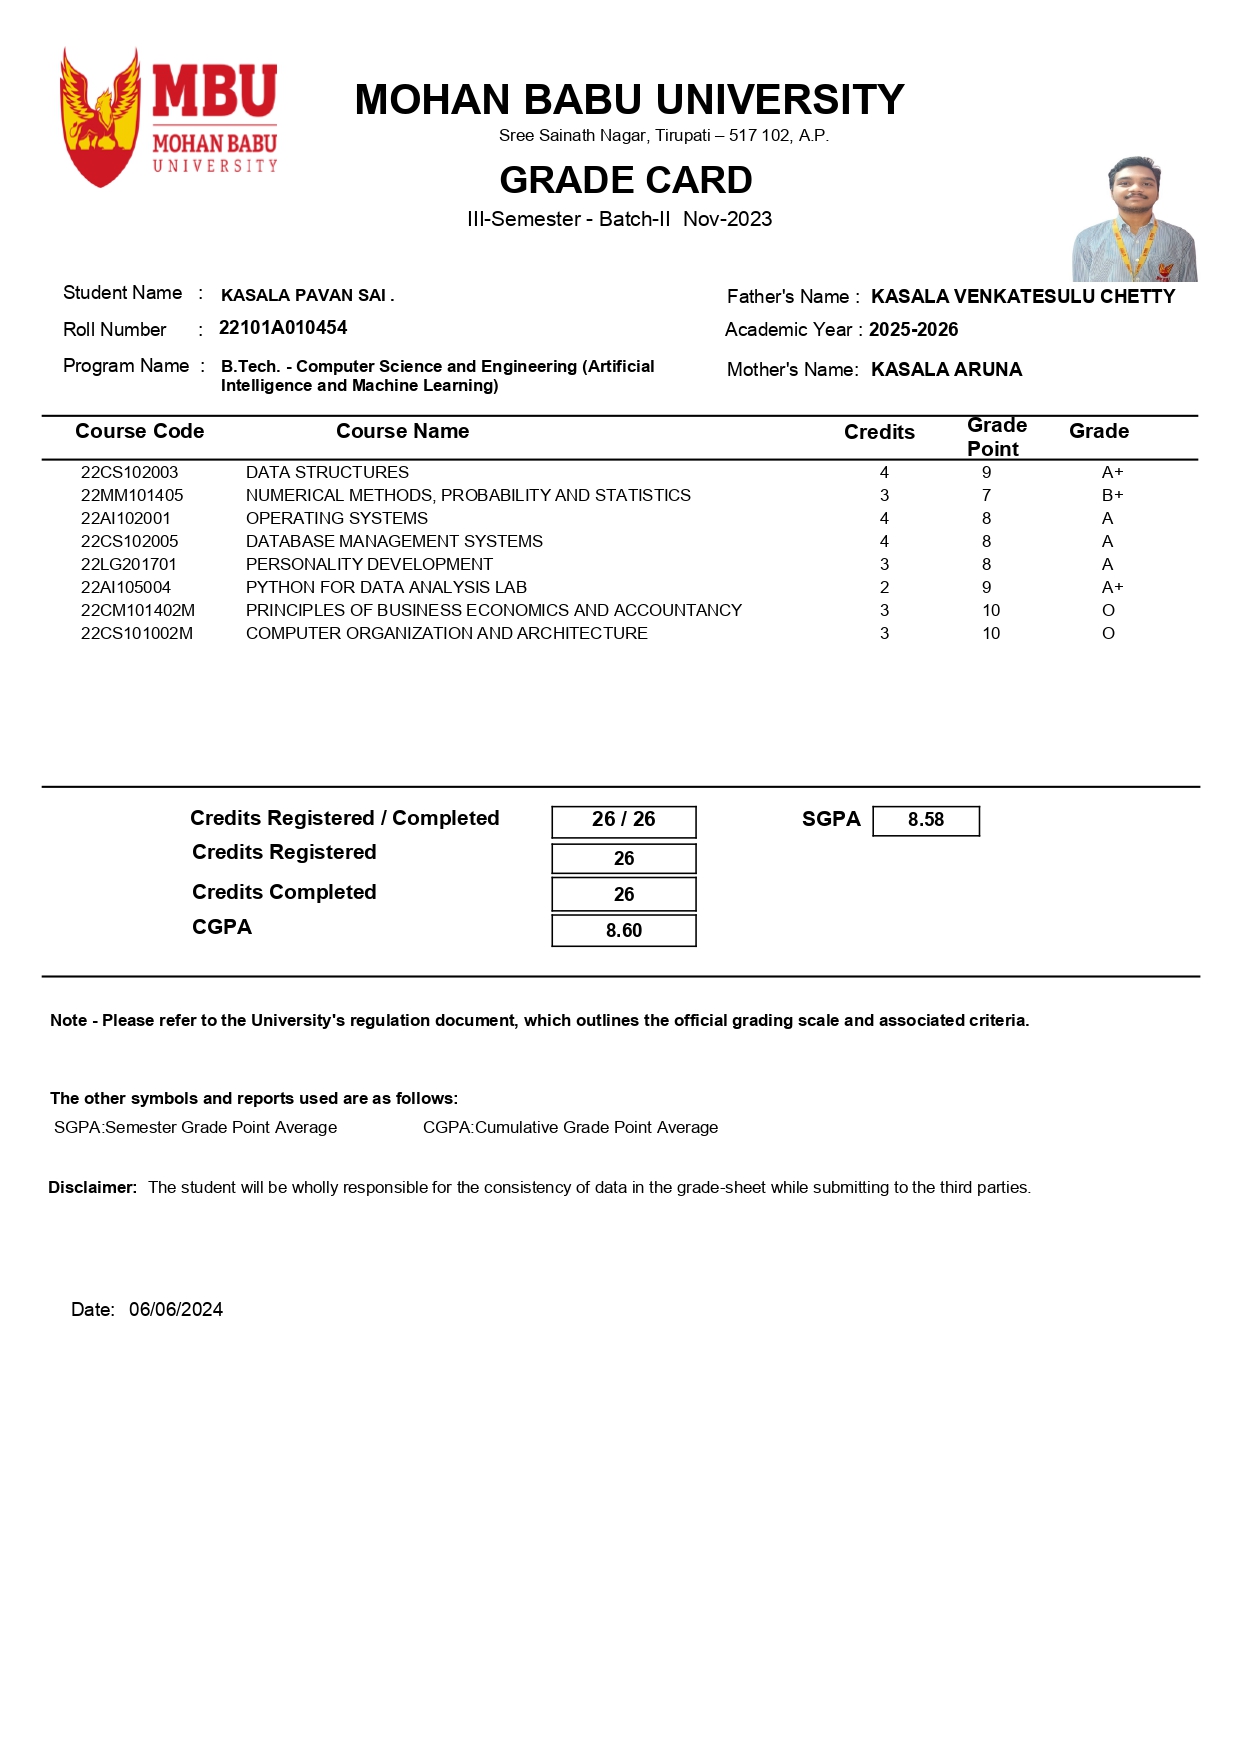 MBU
MOHAN BABU
UNIVERSITY
MOHAN BABU UNIVERSITY
Sree Sainath Nagar, Tirupati – 517 102, A.P.
GRADE CARD
III-Semester - Batch-II Nov-2023
Student Name : KASALA PAVAN SAI .
Father's Name : KASALA VENKATESULU CHETTY
Roll Number : 22101A010454
Academic Year : 2025-2026
Program Name : B.Tech. - Computer Science and Engineering (Artificial
Intelligence and Machine Learning)
Mother's Name: KASALA ARUNA
Course Code Course Name Credits Grade Point Grade
22CS102003 DATA STRUCTURES 4 9 A+
22MM101405 NUMERICAL METHODS, PROBABILITY AND STATISTICS 3 7 B+
22AI102001 OPERATING SYSTEMS 4 8 A
22CS102005 DATABASE MANAGEMENT SYSTEMS 4 8 A
22LG201701 PERSONALITY DEVELOPMENT 3 8 A
22AI105004 PYTHON FOR DATA ANALYSIS LAB 2 9 A+
22CM101402M PRINCIPLES OF BUSINESS ECONOMICS AND ACCOUNTANCY 3 10 O
22CS101002M COMPUTER ORGANIZATION AND ARCHITECTURE 3 10 O
Credits Registered / Completed 26 / 26 SGPA 8.58
Credits Registered 26
Credits Completed 26
CGPA 8.60
Note - Please refer to the University's regulation document, which outlines the official grading scale and associated criteria.
The other symbols and reports used are as follows:
SGPA:Semester Grade Point Average CGPA:Cumulative Grade Point Average
Disclaimer: The student will be wholly responsible for the consistency of data in the grade-sheet while submitting to the third parties.
Date: 06/06/2024